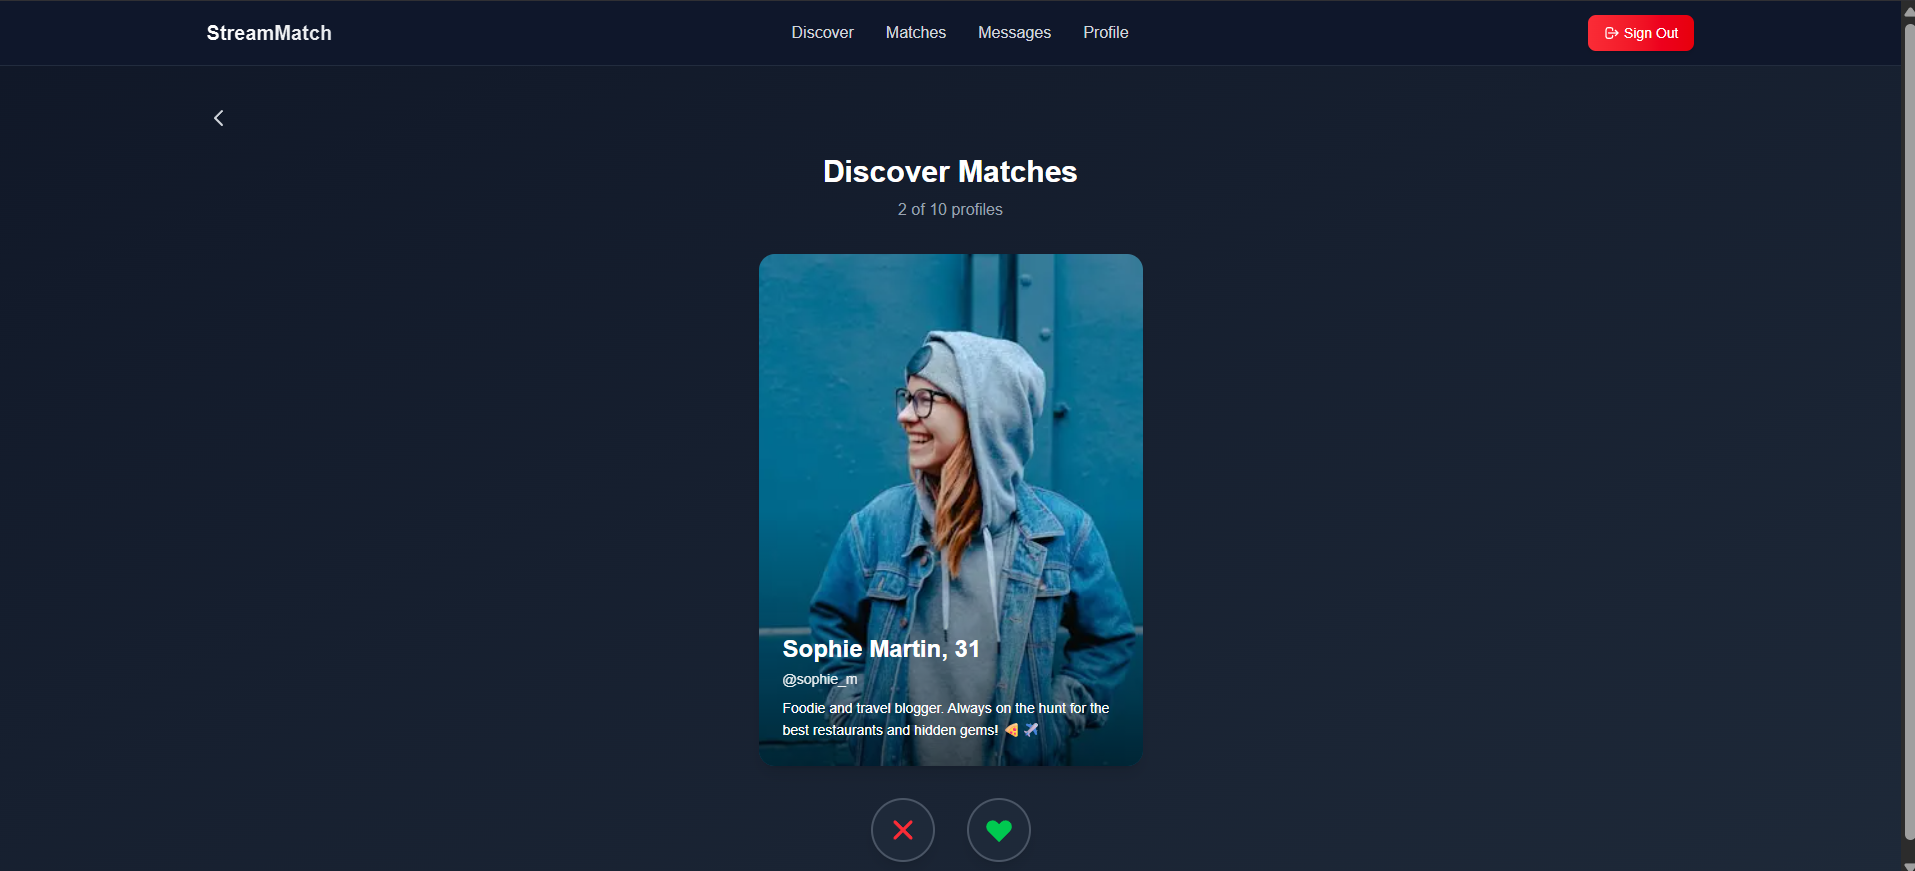 StreamMatch
Discover
Matches
Messages
Profile
Sign Out
Discover Matches
2 of 10 profiles
Sophie Martin, 31
@sophie_m
Foodie and travel blogger. Always on the hunt for the
best restaurants and hidden gems! 🍕 ✈️